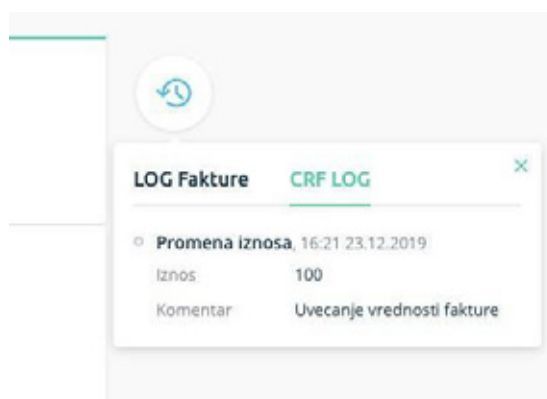 LOG Fakture CRF LOG
Promena iznosa, 16:21 23.12.2019
Iznos 100
Komentar Uvecanje vrednosti fakture